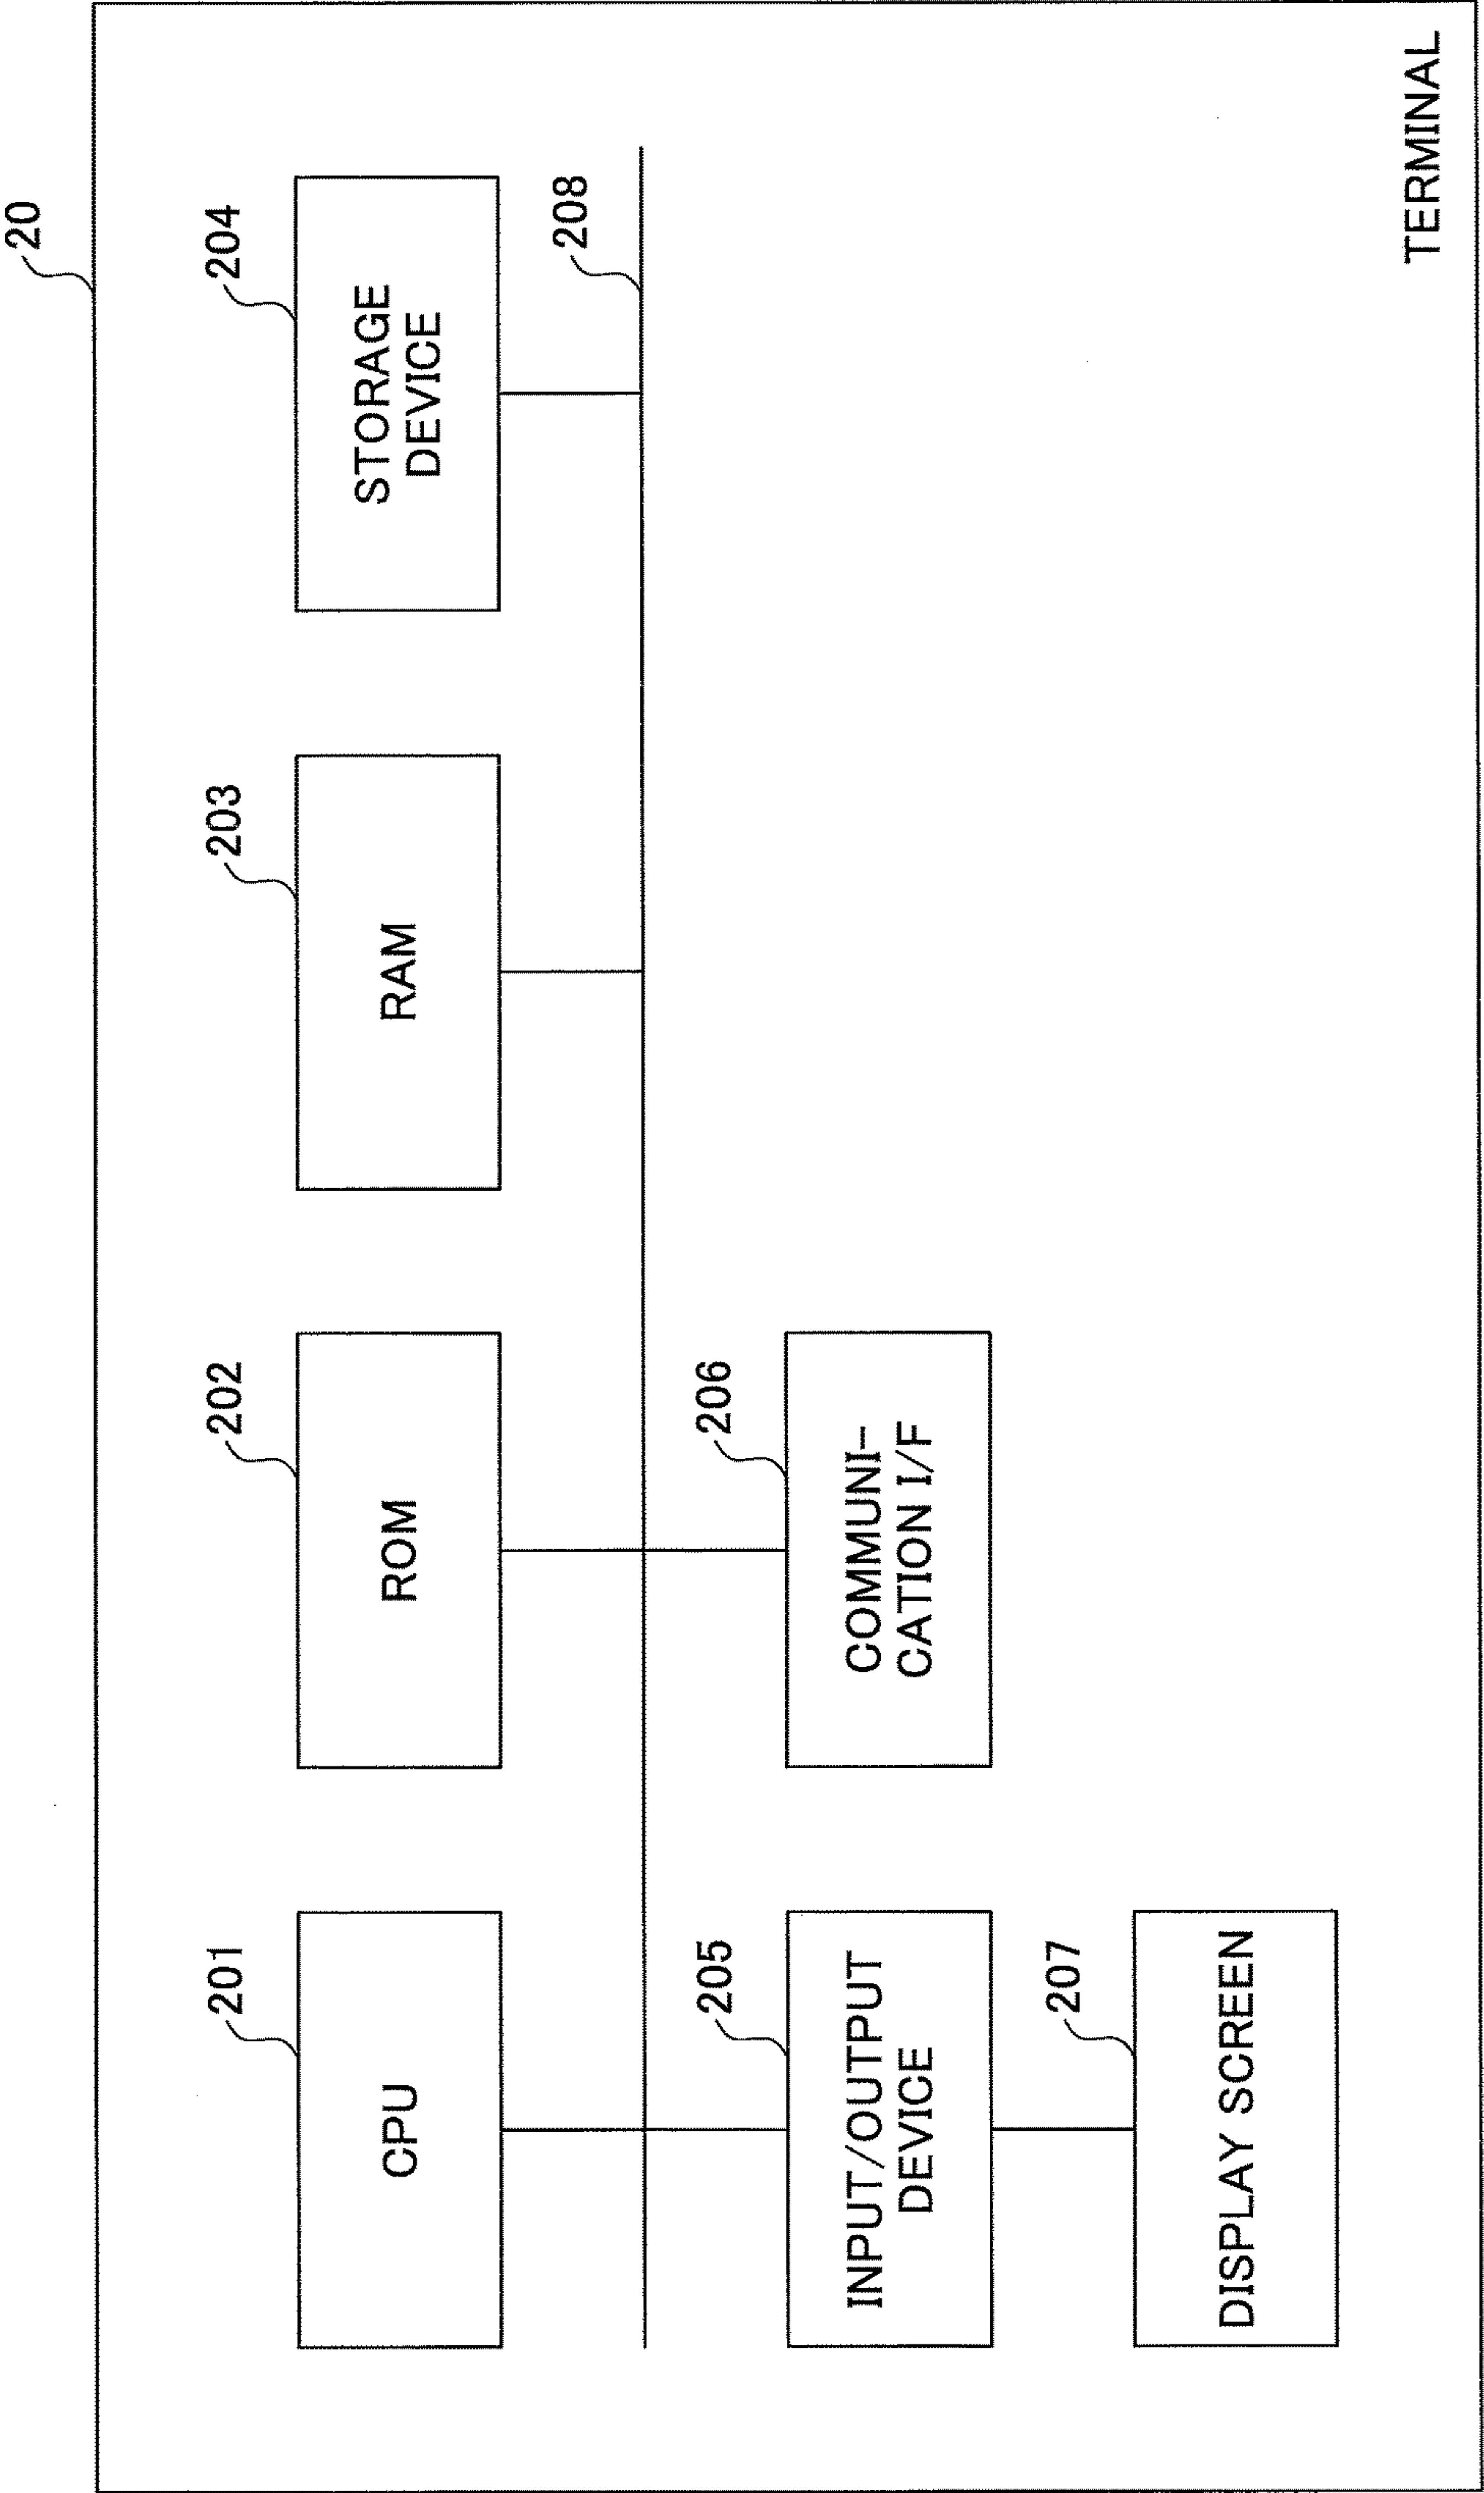 20
201
202
203
204
CPU
ROM
RAM
STORAGE
DEVICE
208
205
206
INPUT/OUTPUT
DEVICE
COMMUNI-
CATION I/F
207
DISPLAY SCREEN
TERMINAL